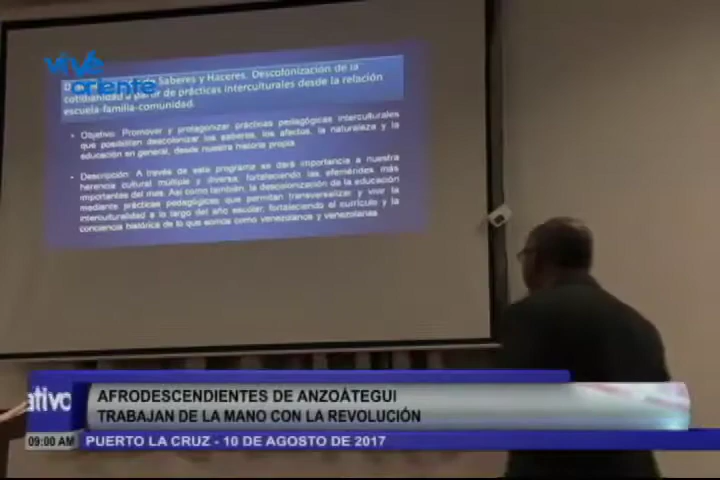 vive
oriente
Saberes y Haceres. Descolonización de la
cotidianidad a partir de prácticas interculturales desde la relación
escuela-familia-comunidad.
• Objetivo: Promover y protagonizar prácticas pedagógicas interculturales
que posibilitan descolonizar los saberes, los afectos, la naturaleza y la
educación en general, desde nuestra historia propia.
• Descripción: A través de este programa se dará importancia a nuestra
herencia cultural múltiple y diversa, fortaleciendo las efemérides más
importantes del mes. Así como también, la descolonización de la educación
mediante prácticas pedagógicas que permitan transversalizar y vivir la
interculturalidad a lo largo del año escolar, fortaleciendo el currículo y la
conciencia histórica de lo que somos como venezolanos y venezolanas
ativo
AFRODESCENDIENTES DE ANZOÁTEGUI
TRABAJAN DE LA MANO CON LA REVOLUCIÓN
09:00 AM
PUERTO LA CRUZ - 10 DE AGOSTO DE 2017